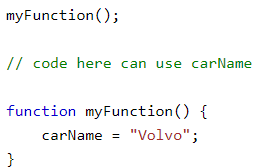 myFunction();
// code here can use carName
function myFunction() {
    carName = "Volvo";
}